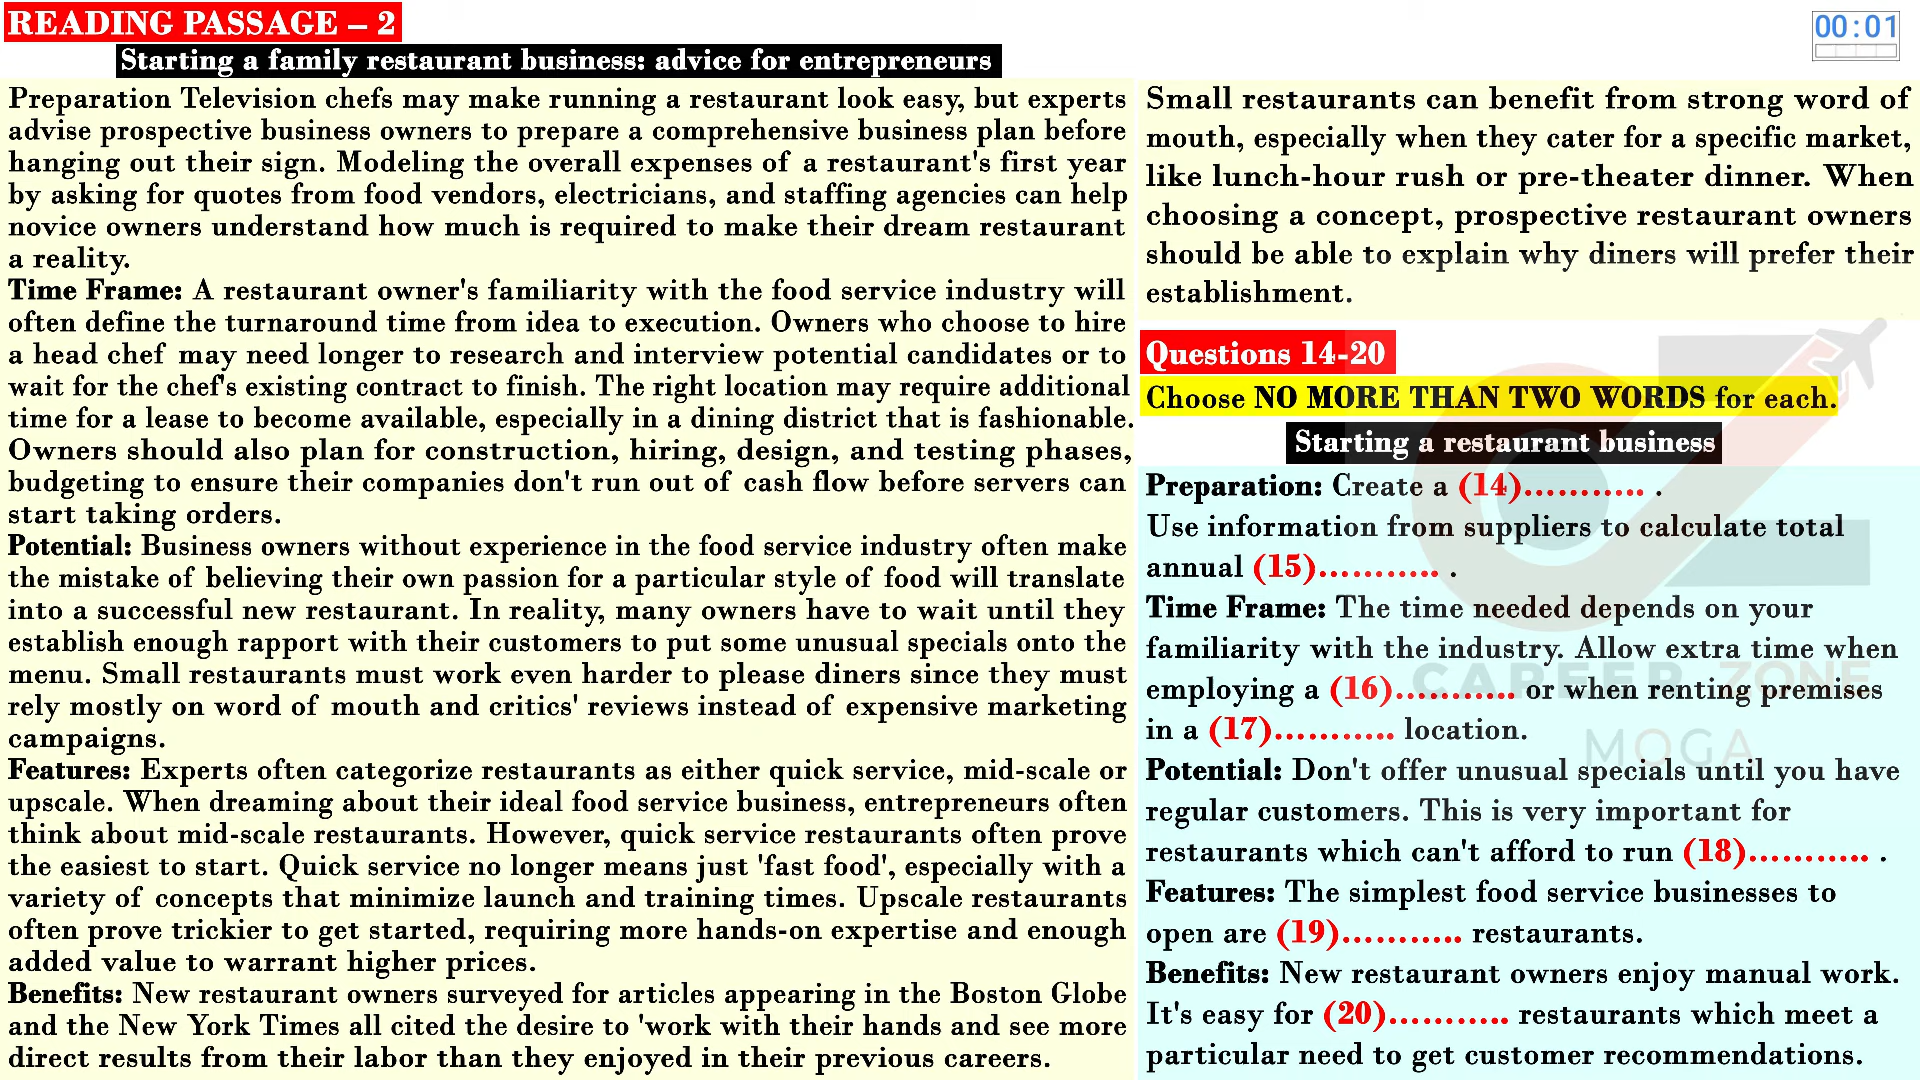 READING PASSAGE – 2
00:01
Starting a family restaurant business: advice for entrepreneurs
Preparation Television chefs may make running a restaurant look easy, but experts
advise prospective business owners to prepare a comprehensive business plan before
hanging out their sign. Modeling the overall expenses of a restaurant's first year
by asking for quotes from food vendors, electricians, and staffing agencies can help
novice owners understand how much is required to make their dream restaurant
a reality.
Time Frame: A restaurant owner's familiarity with the food service industry will
often define the turnaround time from idea to execution. Owners who choose to hire
a head chef may need longer to research and interview potential candidates or to
wait for the chef's existing contract to finish. The right location may require additional
time for a lease to become available, especially in a dining district that is fashionable.
Owners should also plan for construction, hiring, design, and testing phases,
budgeting to ensure their companies don't run out of cash flow before servers can
start taking orders.
Potential: Business owners without experience in the food service industry often make
the mistake of believing their own passion for a particular style of food will translate
into a successful new restaurant. In reality, many owners have to wait until they
establish enough rapport with their customers to put some unusual specials onto the
menu. Small restaurants must work even harder to please diners since they must
rely mostly on word of mouth and critics' reviews instead of expensive marketing
campaigns.
Features: Experts often categorize restaurants as either quick service, mid-scale or
upscale. When dreaming about their ideal food service business, entrepreneurs often
think about mid-scale restaurants. However, quick service restaurants often prove
the easiest to start. Quick service no longer means just 'fast food', especially with a
variety of concepts that minimize launch and training times. Upscale restaurants
often prove trickier to get started, requiring more hands-on expertise and enough
added value to warrant higher prices.
Benefits: New restaurant owners surveyed for articles appearing in the Boston Globe
and the New York Times all cited the desire to 'work with their hands and see more
direct results from their labor than they enjoyed in their previous careers.
Small restaurants can benefit from strong word of
mouth, especially when they cater for a specific market,
like lunch-hour rush or pre-theater dinner. When
choosing a concept, prospective restaurant owners
should be able to explain why diners will prefer their
establishment.
Questions 14-20
Choose NO MORE THAN TWO WORDS for each.
Starting a restaurant business
Preparation: Create a (14)……….. .
Use information from suppliers to calculate total
annual (15)……….. .
Time Frame: The time needed depends on your
familiarity with the industry. Allow extra time when
employing a (16)……….. or when renting premises
in a (17)……….. location.
Potential: Don't offer unusual specials until you have
regular customers. This is very important for
restaurants which can't afford to run (18)……….. .
Features: The simplest food service businesses to
open are (19)……….. restaurants.
Benefits: New restaurant owners enjoy manual work.
It's easy for (20)……….. restaurants which meet a
particular need to get customer recommendations.
CAREER ZONE
MOGA